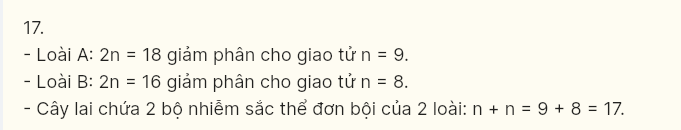 17.
- Loài A: 2n = 18 giảm phân cho giao tử n = 9.
- Loài B: 2n = 16 giảm phân cho giao tử n = 8.
- Cây lai chứa 2 bộ nhiễm sắc thể đơn bội của 2 loài: n + n = 9 + 8 = 17.